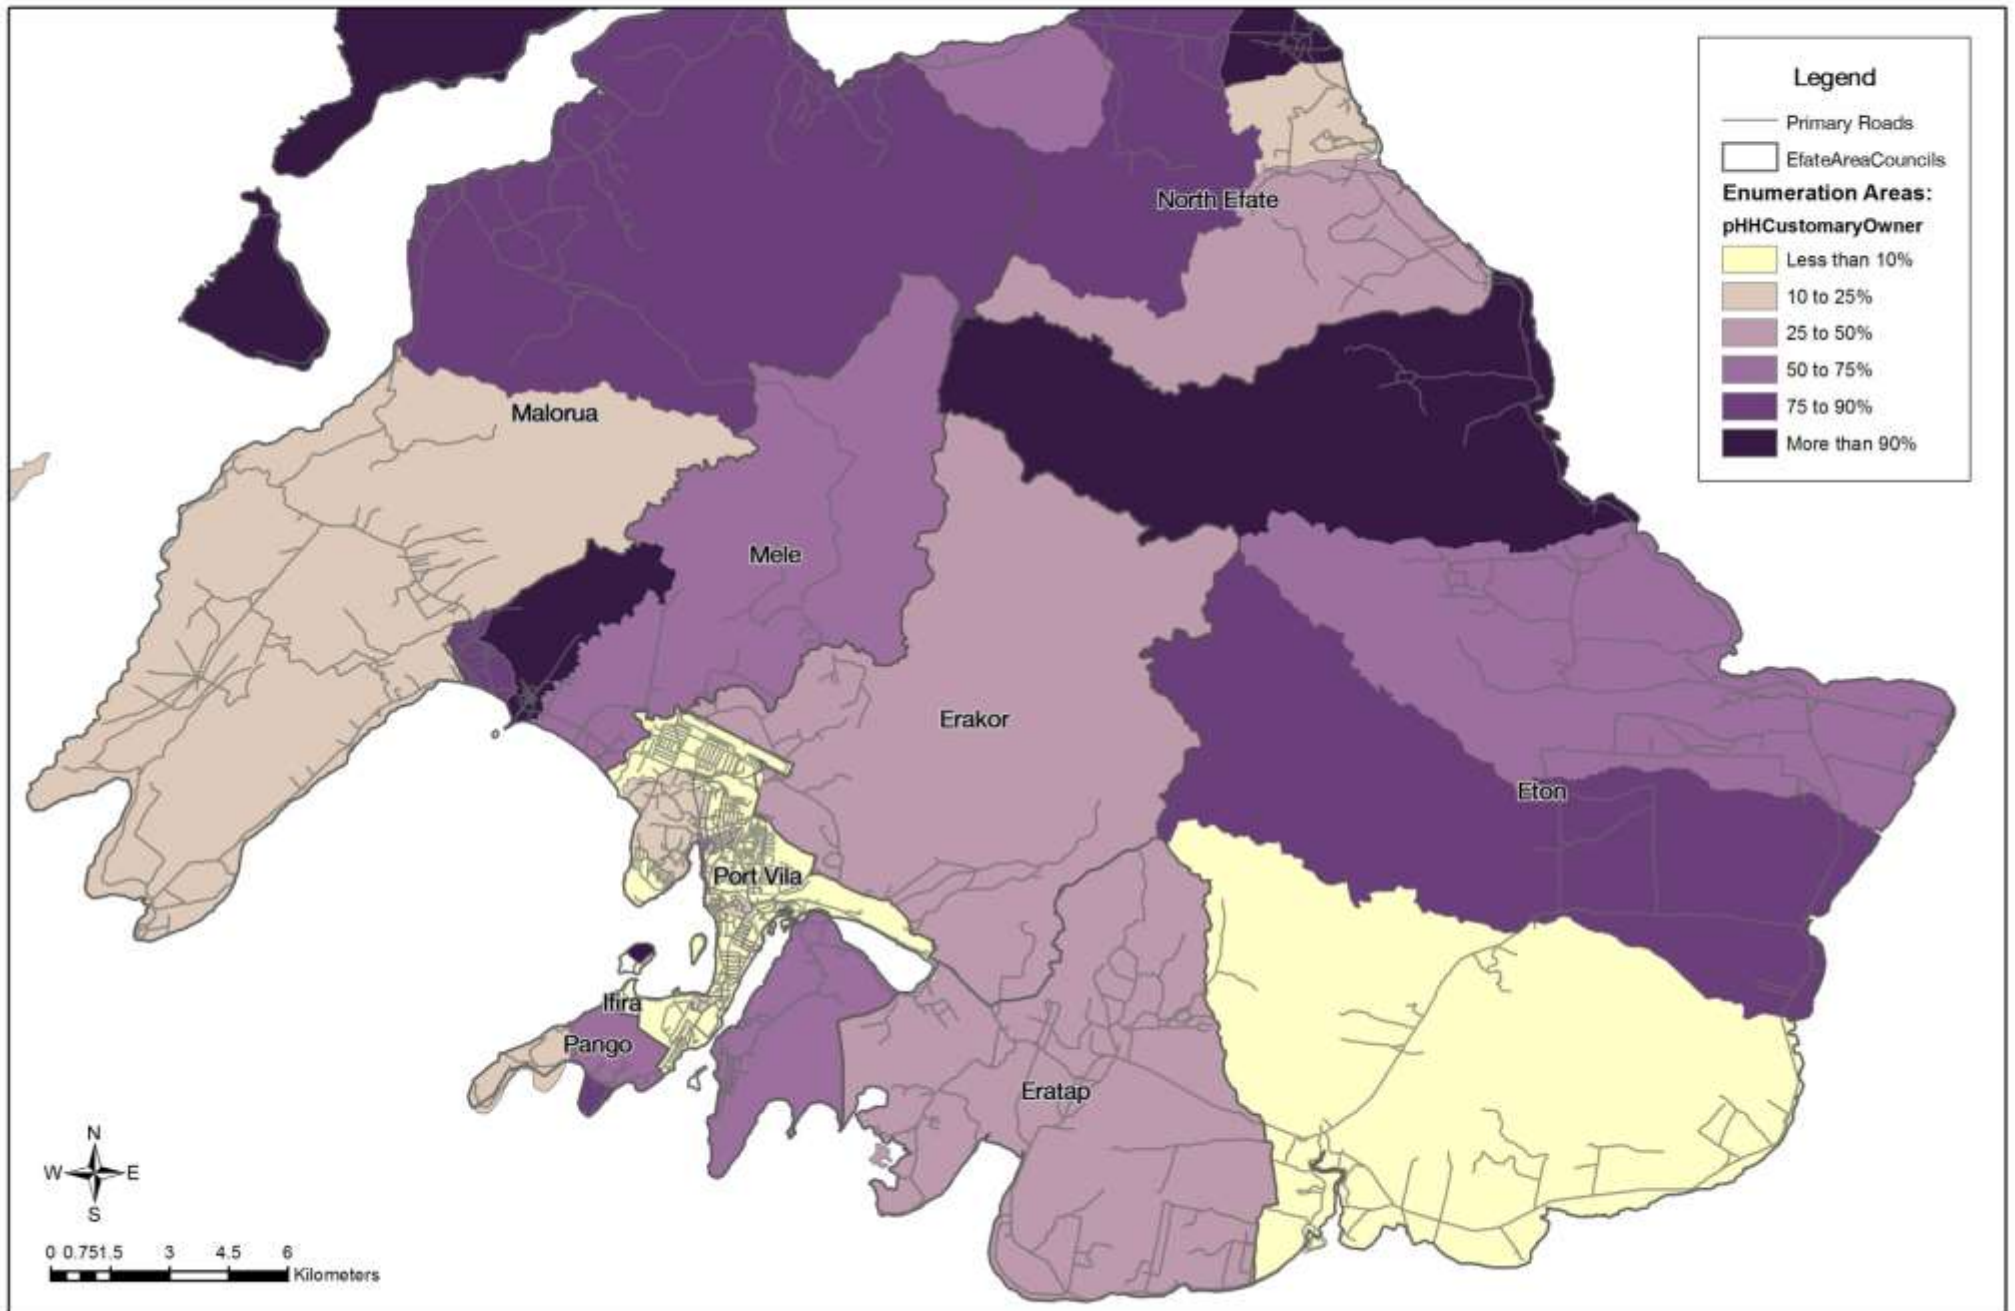 Legend
Primary Roads
EfateAreaCouncils
Enumeration Areas:
pHHCustomaryOwner
Less than 10%
10 to 25%
25 to 50%
50 to 75%
75 to 90%
More than 90%
North Efate
Malorua
Mele
Erakor
Eton
Port Vila
Ifira
Pango
Eratap
N
W E
S
0 0.751.5 3 4.5 6
Kilometers